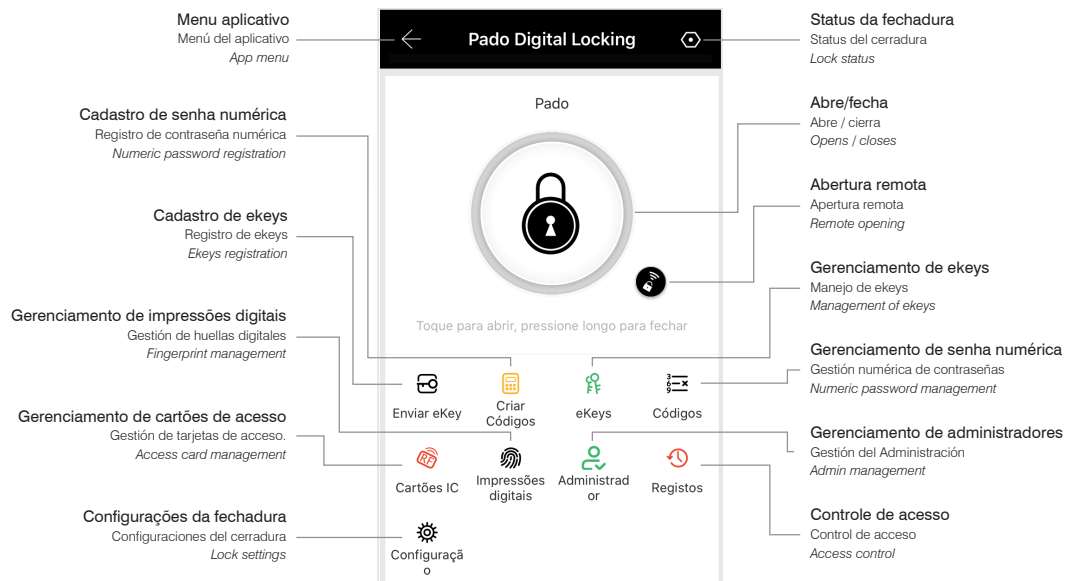 Menu aplicativo
Menú del aplicativo
App menu
Cadastro de senha numérica
Registro de contraseña numérica
Numeric password registration
Cadastro de ekeys
Registro de ekeys
Ekeys registration
Gerenciamento de impressões digitais
Gestión de huellas digitales
Fingerprint management
Gerenciamento de cartões de acesso
Gestión de tarjetas de acceso.
Access card management
Configurações da fechadura
Configuraciones del cerradura
Lock settings
Pado Digital Locking
Pado
Toque para abrir, pressione longo para fechar
Enviar eKey
Criar
Códigos
eKeys
3
6
9
Códigos
RF
Cartões IC
Impressões
digitais
Administrad
or
Registos
Configuraçã
o
Status da fechadura
Status del cerradura
Lock status
Abre/fecha
Abre / cierra
Opens / closes
Abertura remota
Apertura remota
Remote opening
Gerenciamento de ekeys
Manejo de ekeys
Management of ekeys
Gerenciamento de senha numérica
Gestión numérica de contraseñas
Numeric password management
Gerenciamento de administradores
Gestión del Administración
Admin management
Controle de acesso
Control de acceso
Access control